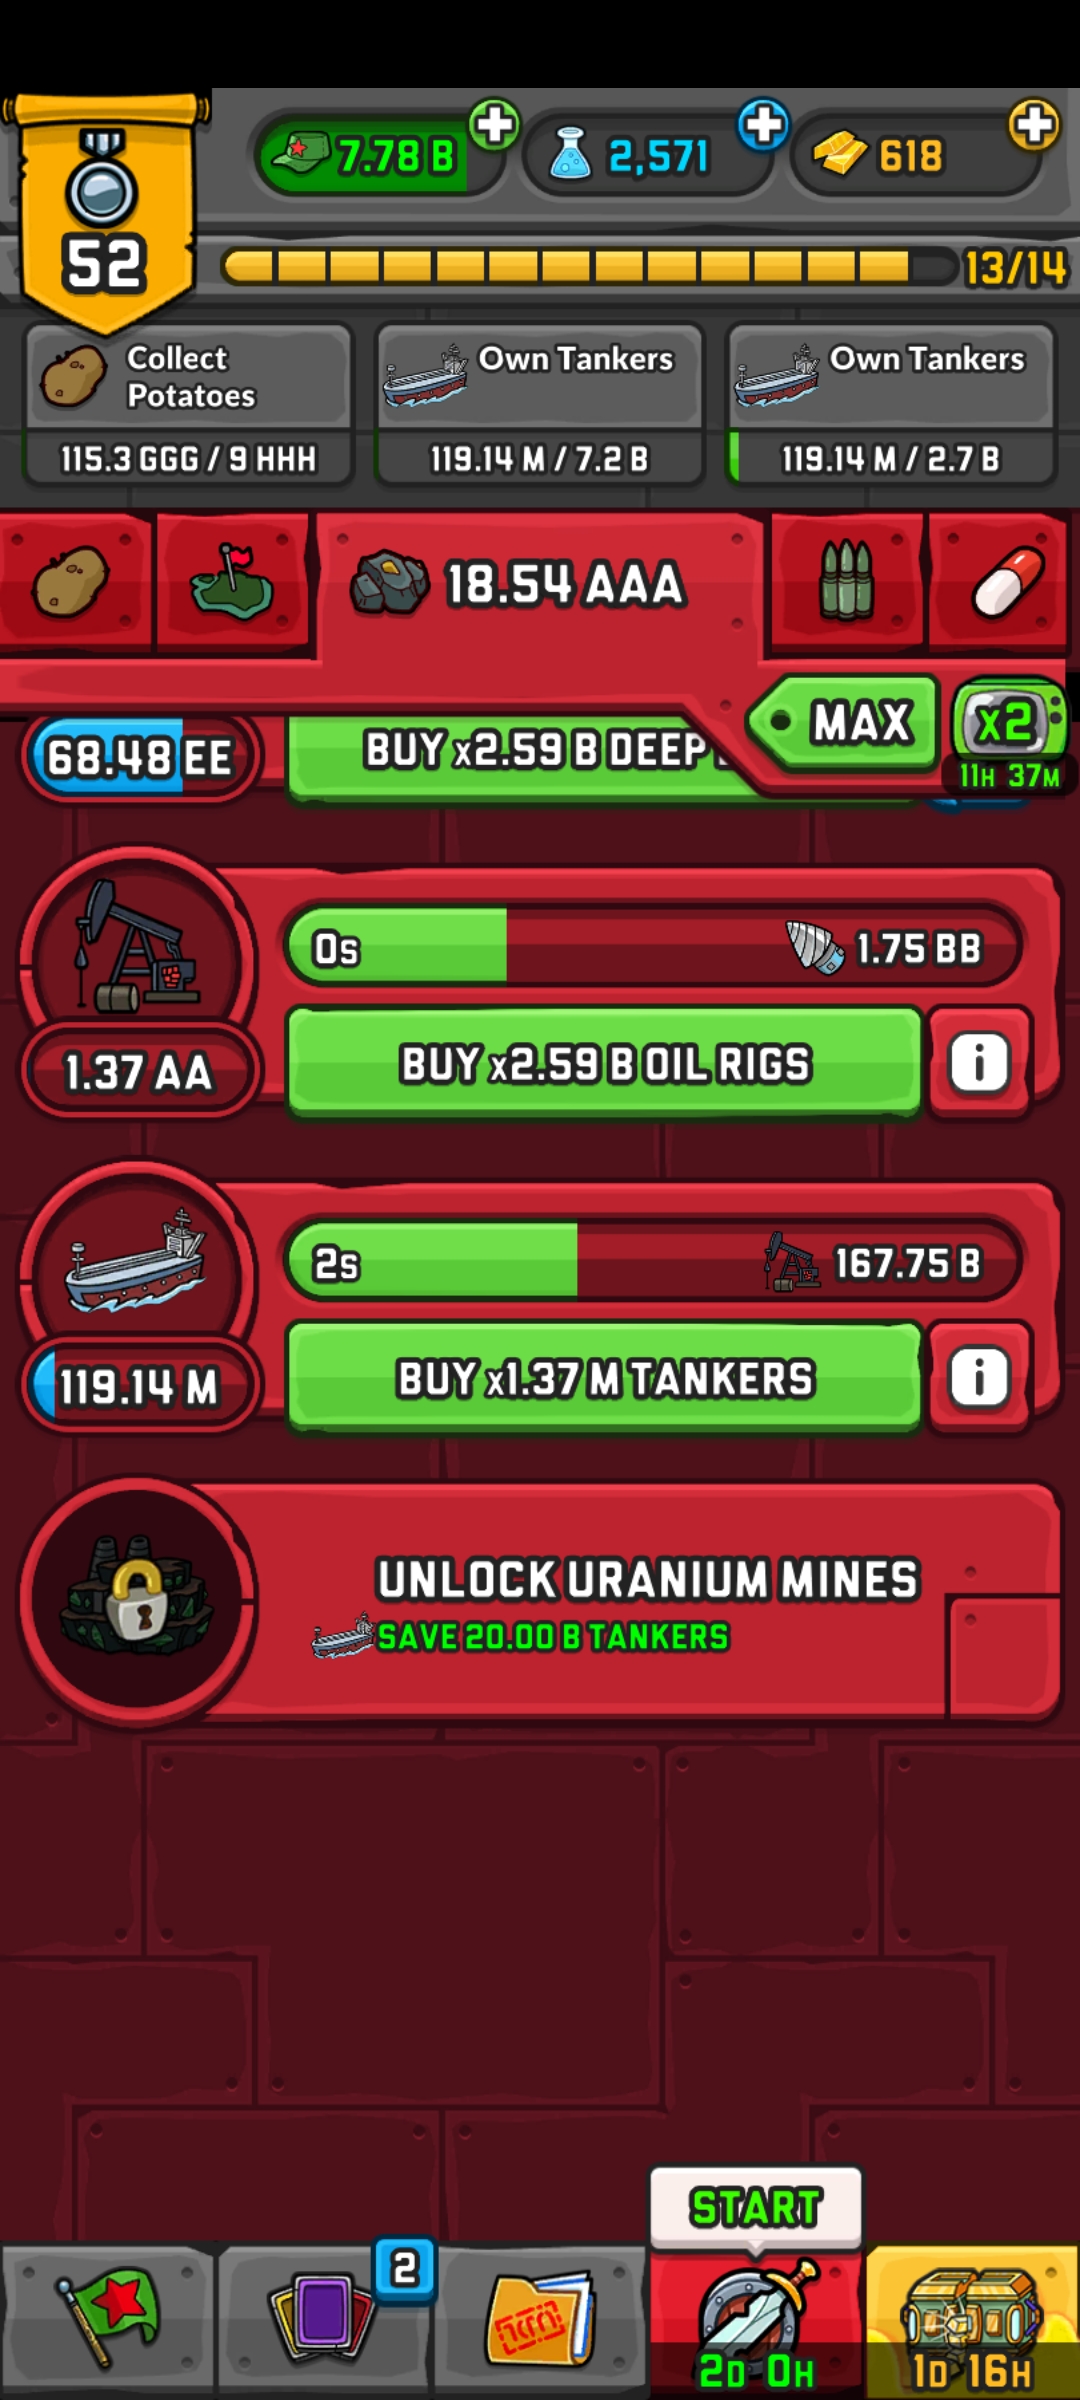 7.78 B
2,571
618
52
13/14
Collect
Potatoes
115.3 GGG / 9 HHH
Own Tankers
119.14 M / 7.2 B
Own Tankers
119.14 M / 2.7 B
18.54 AAA
MAX
x2
11H 37M
68.48 EE
BUY x2.59 B DEEP
0s
1.75 BB
1.37 AA
BUY x2.59 B OIL RIGS
i
2s
167.75 B
119.14 M
BUY x1.37 M TANKERS
i
UNLOCK URANIUM MINES
SAVE 20.00 B TANKERS
START
2
2D 0H
1D 16H